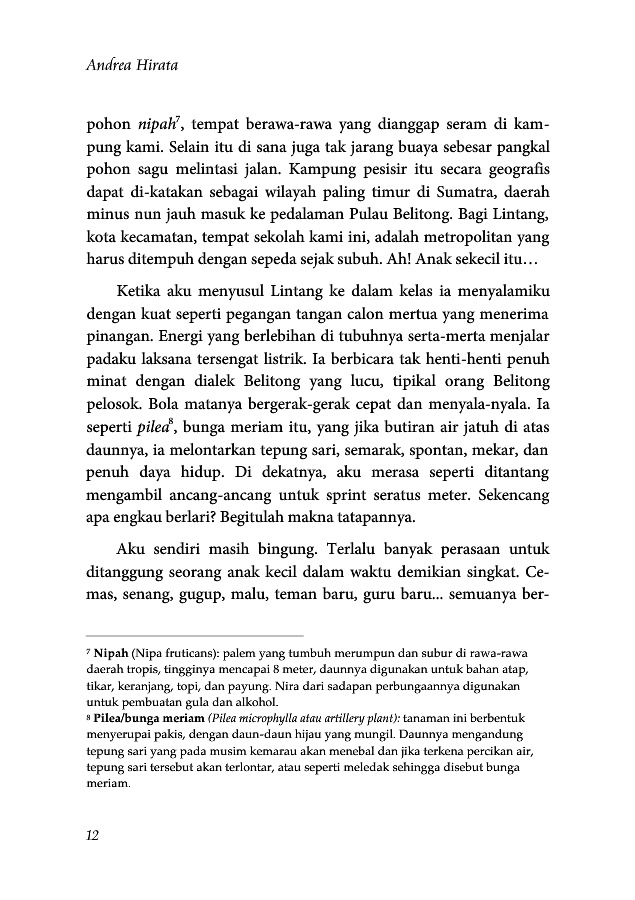 Andrea Hirata
pohon nipah⁷, tempat berawa-rawa yang dianggap seram di kam-
pung kami. Selain itu di sana juga tak jarang buaya sebesar pangkal
pohon sagu melintasi jalan. Kampung pesisir itu secara geografis
dapat di-katakan sebagai wilayah paling timur di Sumatra, daerah
minus nun jauh masuk ke pedalaman Pulau Belitong. Bagi Lintang,
kota kecamatan, tempat sekolah kami ini, adalah metropolitan yang
harus ditempuh dengan sepeda sejak subuh. Ah! Anak sekecil itu…
Ketika aku menyusul Lintang ke dalam kelas ia menyalamiku
dengan kuat seperti pegangan tangan calon mertua yang menerima
pinangan. Energi yang berlebihan di tubuhnya serta-merta menjalar
padaku laksana tersengat listrik. Ia berbicara tak henti-henti penuh
minat dengan dialek Belitong yang lucu, tipikal orang Belitong
pelosok. Bola matanya bergerak-gerak cepat dan menyala-nyala. Ia
seperti pilea⁸, bunga meriam itu, yang jika butiran air jatuh di atas
daunnya, ia melontarkan tepung sari, semarak, spontan, mekar, dan
penuh daya hidup. Di dekatnya, aku merasa seperti ditantang
mengambil ancang-ancang untuk sprint seratus meter. Sekencang
apa engkau berlari? Begitulah makna tatapannya.
Aku sendiri masih bingung. Terlalu banyak perasaan untuk
ditanggung seorang anak kecil dalam waktu demikian singkat. Ce-
mas, senang, gugup, malu, teman baru, guru baru... semuanya ber-
⁷ Nipah (Nipa fruticans): palem yang tumbuh merumpun dan subur di rawa-rawa
daerah tropis, tingginya mencapai 8 meter, daunnya digunakan untuk bahan atap,
tikar, keranjang, topi, dan payung. Nira dari sadapan perbungaannya digunakan
untuk pembuatan gula dan alkohol.
⁸ Pilea/bunga meriam (Pilea microphylla atau artillery plant): tanaman ini berbentuk
menyerupai pakis, dengan daun-daun hijau yang mungil. Daunnya mengandung
tepung sari yang pada musim kemarau akan menebal dan jika terkena percikan air,
tepung sari tersebut akan terlontar, atau seperti meledak sehingga disebut bunga
meriam.
12